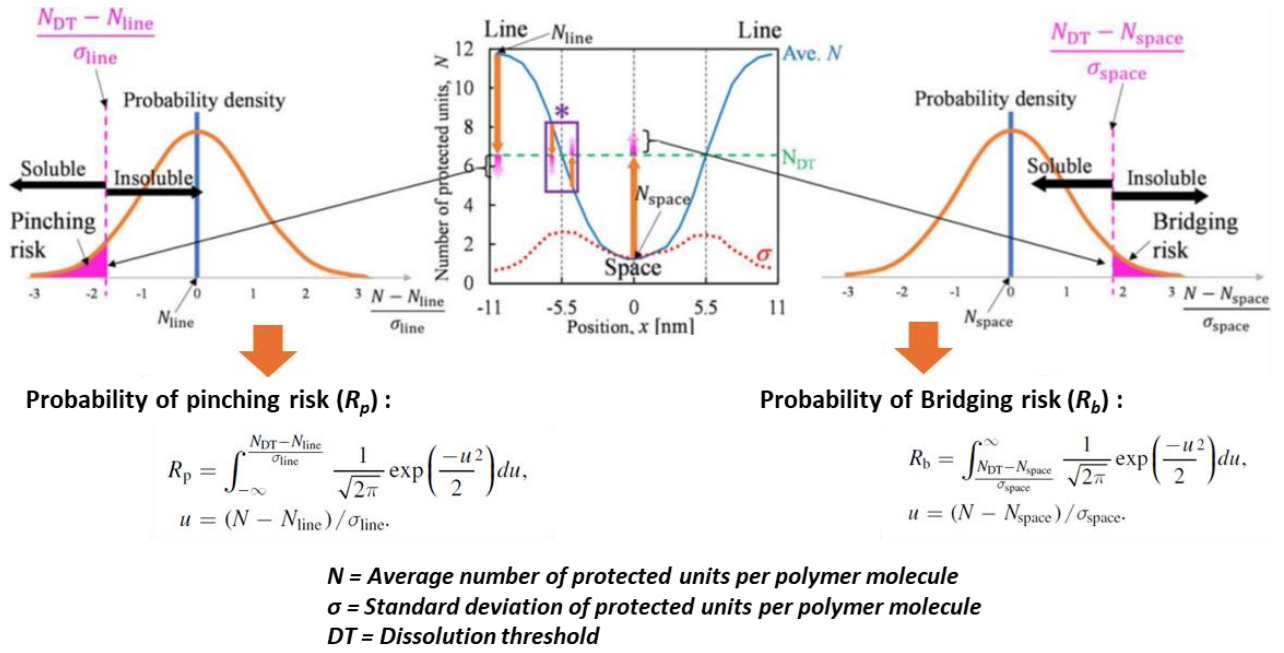 N_DT − N_line
σ_line
Probability density
Soluble
Insoluble
Pinching
risk
-3 -2 -1 0 1 2 3
N_line
N − N_line
σ_line
Line N_line Line
Number of protected units, N
12
10
8
6
4
2
0
*
Ave. N
N_DT
N_space
Space
σ
-11 -5.5 0 5.5 11
Position, x [nm]
N_DT − N_space
σ_space
Probability density
Soluble
Insoluble
Bridging
risk
-3 -2 -1 0 1 2 3
N_space
N − N_space
σ_space
Probability of pinching risk (R_p) :
R_p = ∫_{−∞}^{(N_DT−N_line)/σ_line} 1/√2π exp(−u²/2) du,
u = (N − N_line)/σ_line.
Probability of Bridging risk (R_b) :
R_b = ∫_{(N_DT−N_space)/σ_space}^{∞} 1/√2π exp(−u²/2) du,
u = (N − N_space)/σ_space.
N = Average number of protected units per polymer molecule
σ = Standard deviation of protected units per polymer molecule
DT = Dissolution threshold